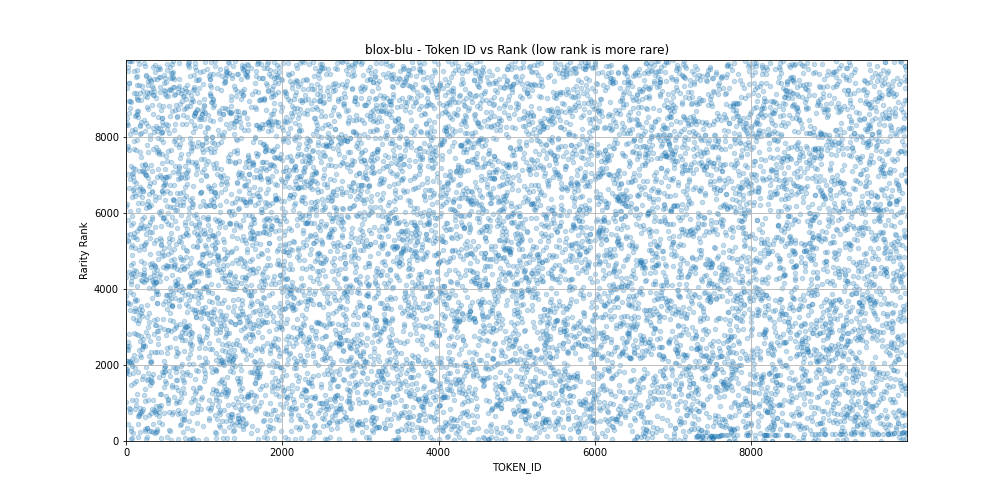 blox-blu - Token ID vs Rank (low rank is more rare)
8000
6000
4000
2000
0
Rarity Rank
0 2000 4000 6000 8000
TOKEN_ID